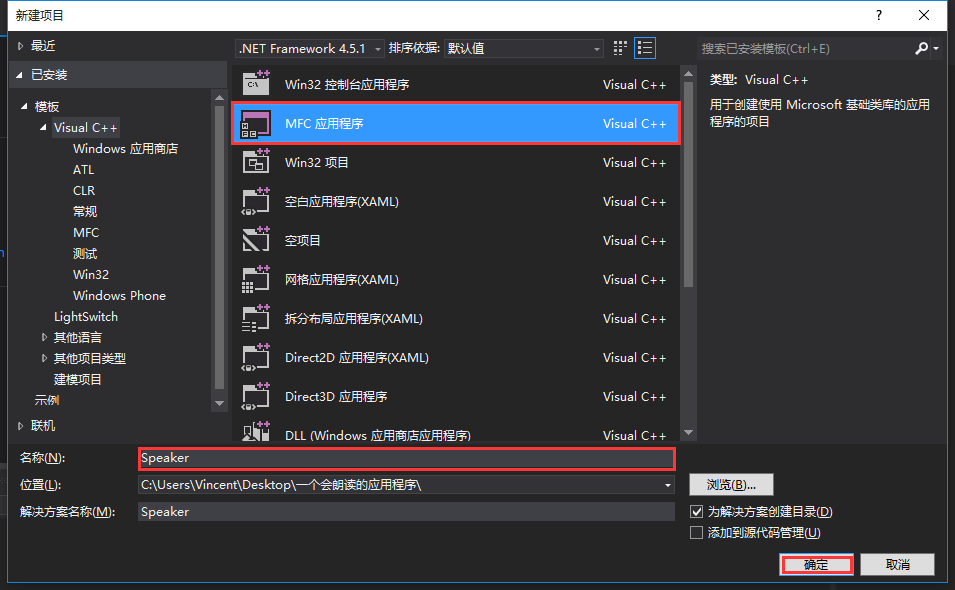 新建项目
?
最近
.NET Framework 4.5.1
排序依据:
默认值
搜索已安装模板(Ctrl+E)
已安装
模板
Visual C++
Windows 应用商店
ATL
CLR
常规
MFC
测试
Win32
Windows Phone
LightSwitch
其他语言
其他项目类型
建模项目
示例
联机
Win32 控制台应用程序 Visual C++
MFC 应用程序 Visual C++
Win32 项目 Visual C++
空白应用程序(XAML) Visual C++
空项目 Visual C++
网格应用程序(XAML) Visual C++
拆分布局应用程序(XAML) Visual C++
Direct2D 应用程序(XAML) Visual C++
Direct3D 应用程序 Visual C++
DLL (Windows 应用商店应用程序) Visual C++
类型: Visual C++
用于创建使用 Microsoft 基础类库的应用
程序的项目
名称(N): Speaker
位置(L): C:\Users\Vincent\Desktop\一个会朗读的应用程序\
浏览(B)...
解决方案名称(M): Speaker
为解决方案创建目录(D)
添加到源代码管理(U)
确定
取消